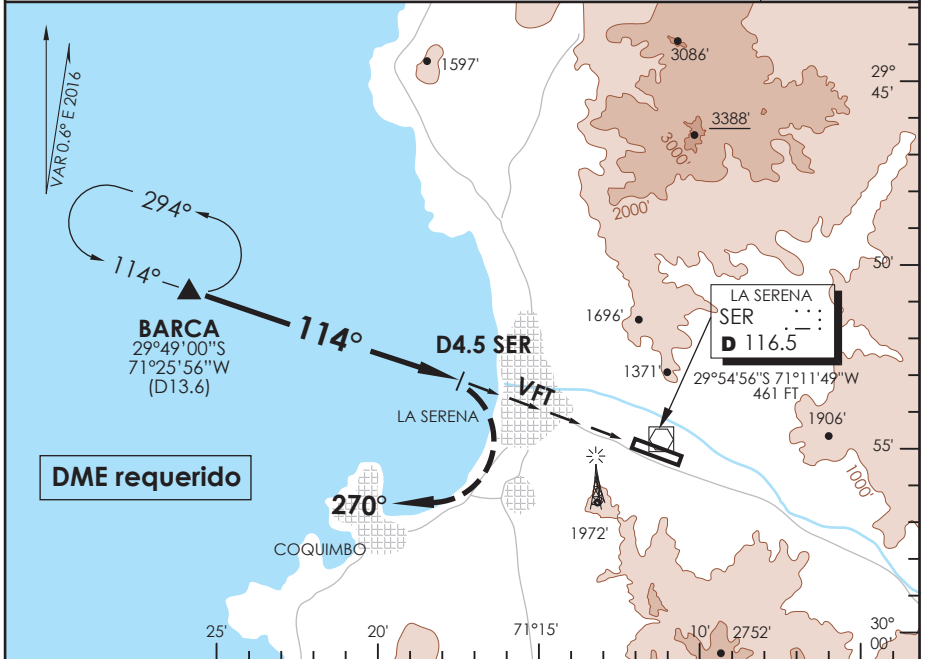 VAR 0.6° E 2016
1597'
3086'
3388'
3000'
2000'
29°
45'
294°
114°
BARCA
29°49'00"S
71°25'56"W
(D13.6)
114°
D4.5 SER
VFT
LA SERENA
1696'
1371'
LA SERENA
SER
D 116.5
29°54'56"S 71°11'49"W
461 FT
50'
1906'
55'
1000'
DME requerido
270°
COQUIMBO
1972'
25'
20'
71°15'
10'
2752'
30°
00'